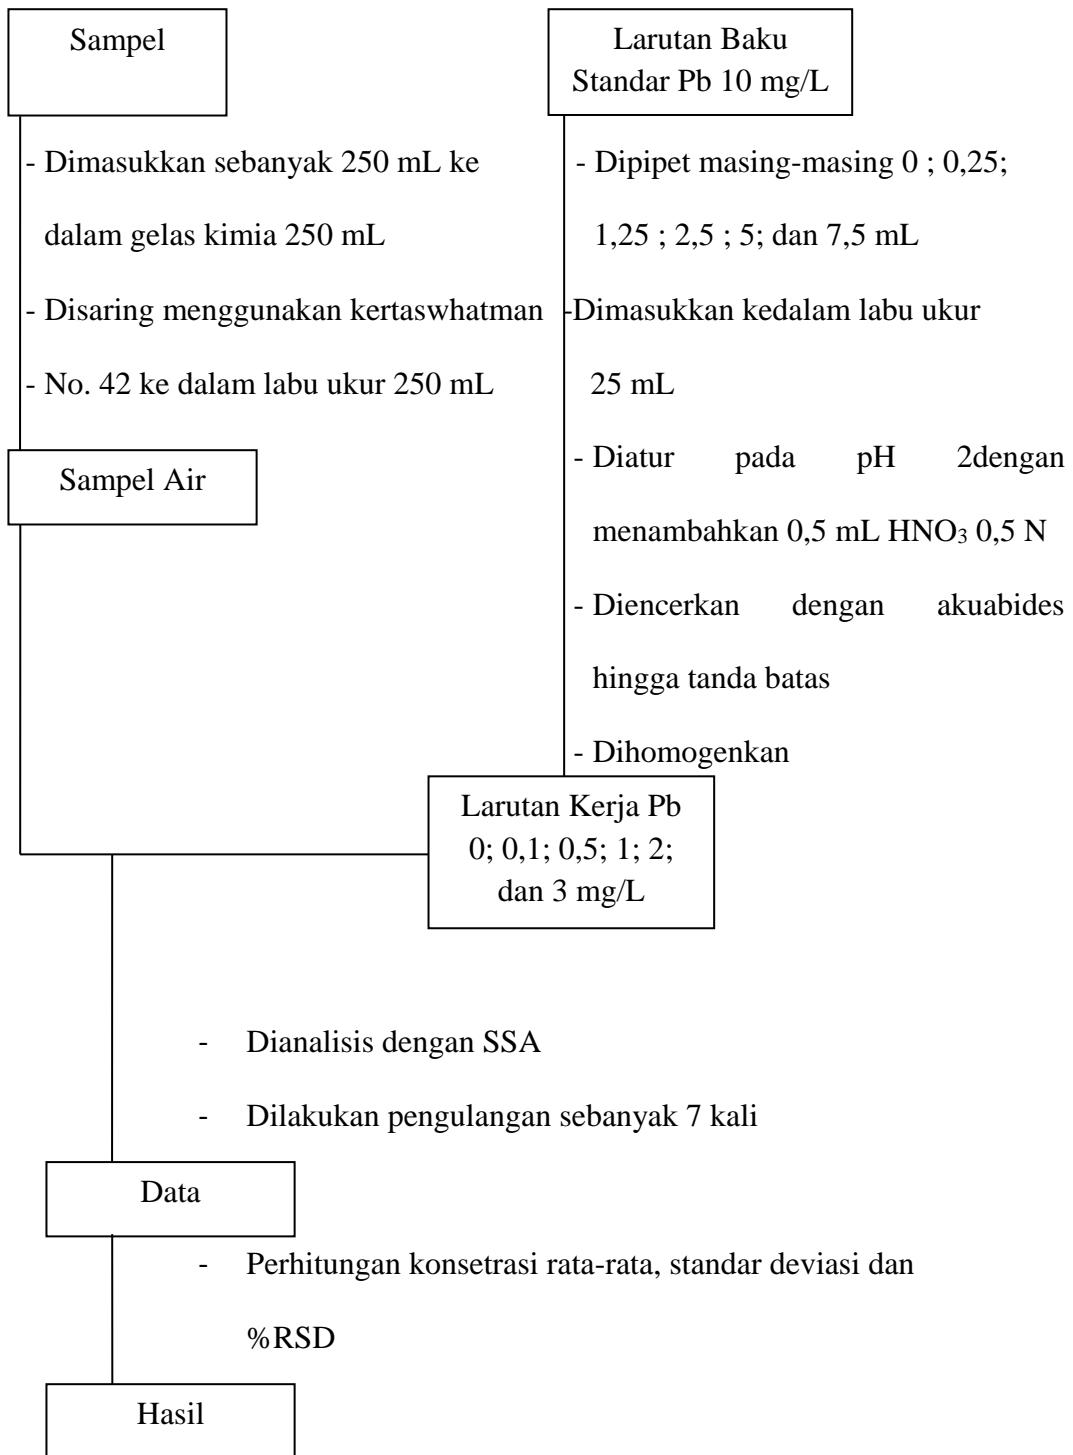 Sampel
- Dimasukkan sebanyak 250 mL ke
dalam gelas kimia 250 mL
- Disaring menggunakan kertaswhatman
- No. 42 ke dalam labu ukur 250 mL
Sampel Air
Larutan Baku
Standar Pb 10 mg/L
- Dipipet masing-masing 0 ; 0,25;
1,25 ; 2,5 ; 5; dan 7,5 mL
-Dimasukkan kedalam labu ukur
25 mL
- Diatur pada pH 2dengan
menambahkan 0,5 mL HNO₃ 0,5 N
- Diencerkan dengan akuabides
hingga tanda batas
- Dihomogenkan
Larutan Kerja Pb
0; 0,1; 0,5; 1; 2;
dan 3 mg/L
- Dianalisis dengan SSA
- Dilakukan pengulangan sebanyak 7 kali
Data
- Perhitungan konsetrasi rata-rata, standar deviasi dan
%RSD
Hasil